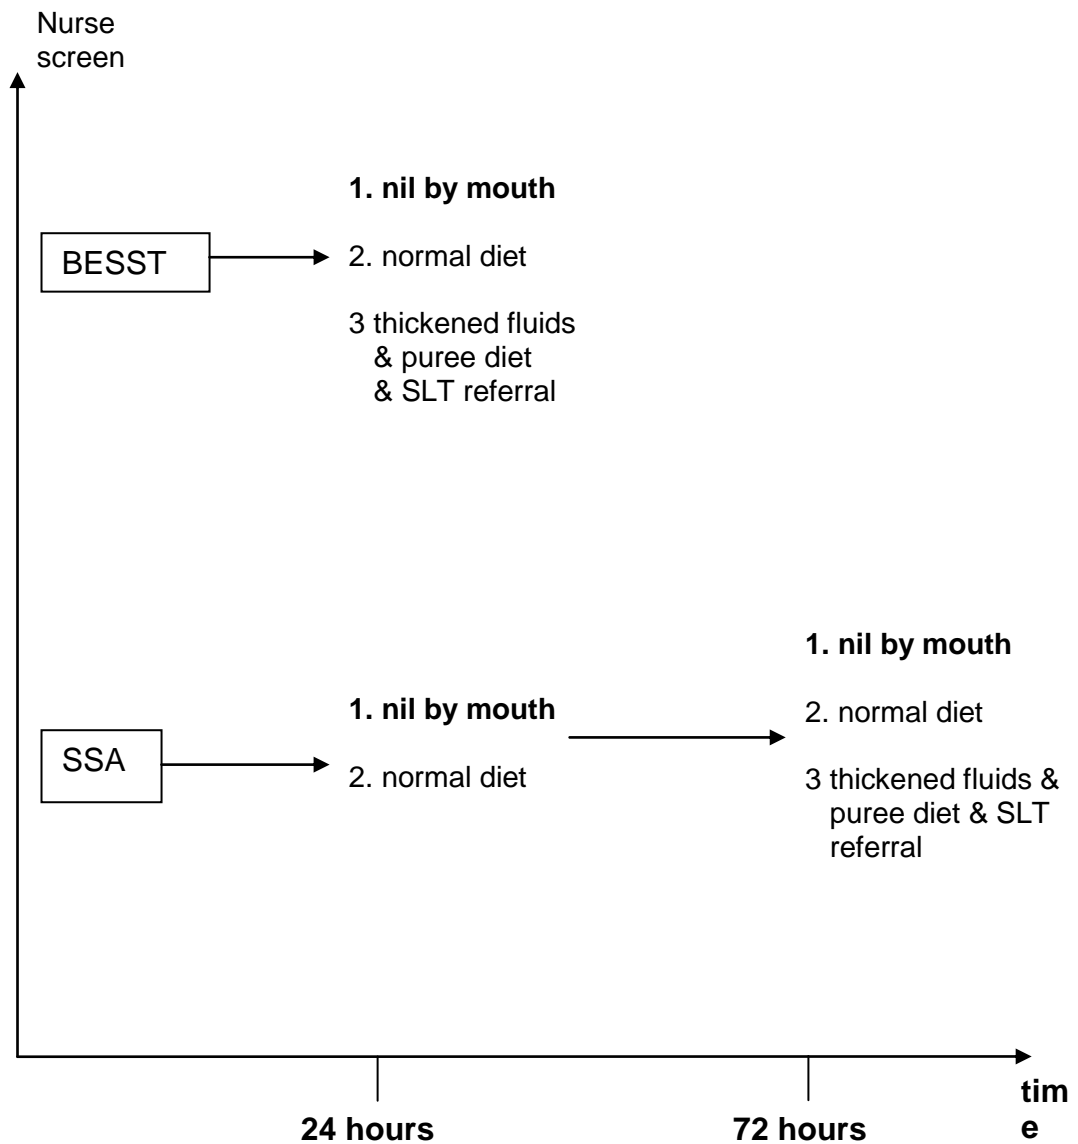 Nurse
screen
1. nil by mouth
BESST
2. normal diet
3 thickened fluids
& puree diet
& SLT referral
1. nil by mouth
1. nil by mouth
2. normal diet
SSA
2. normal diet
3 thickened fluids &
puree diet & SLT
referral
24 hours
72 hours
tim
e